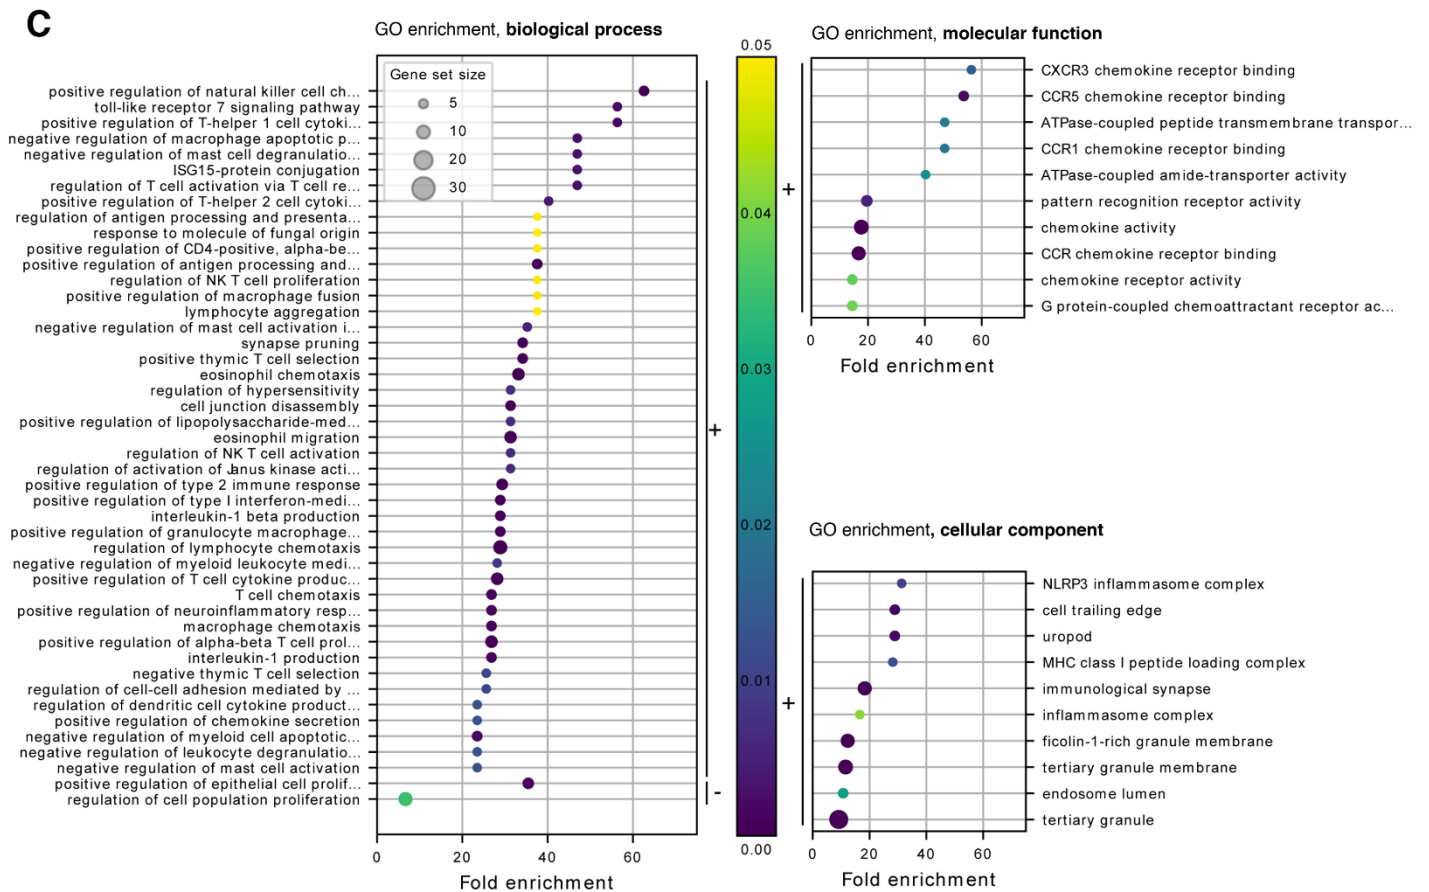 C
GO enrichment, biological process
Gene set size
5
10
20
30
positive regulation of natural killer cell ch...
toll-like receptor 7 signaling pathway
positive regulation of T-helper 1 cell cytoki...
negative regulation of macrophage apoptotic p...
negative regulation of mast cell degranulatio...
ISG15-protein conjugation
regulation of T cell activation via T cell re...
positive regulation of T-helper 2 cell cytoki...
regulation of antigen processing and presenta...
response to molecule of fungal origin
positive regulation of CD4-positive, alpha-be...
positive regulation of antigen processing and...
regulation of NK T cell proliferation
positive regulation of macrophage fusion
lymphocyte aggregation
negative regulation of mast cell activation i...
synapse pruning
positive thymic T cell selection
eosinophil chemotaxis
regulation of hypersensitivity
cell junction disassembly
positive regulation of lipopolysaccharide-med...
eosinophil migration
regulation of NK T cell activation
regulation of activation of Janus kinase acti...
positive regulation of type 2 immune response
positive regulation of type I interferon-medi...
interleukin-1 beta production
positive regulation of granulocyte macrophage...
regulation of lymphocyte chemotaxis
negative regulation of myeloid leukocyte medi...
positive regulation of T cell cytokine produc...
T cell chemotaxis
positive regulation of neuroinflammatory resp...
macrophage chemotaxis
positive regulation of alpha-beta T cell prol...
interleukin-1 production
negative thymic T cell selection
regulation of cell-cell adhesion mediated by ...
regulation of dendritic cell cytokine product...
positive regulation of chemokine secretion
negative regulation of myeloid cell apoptotic...
negative regulation of leukocyte degranulatio...
negative regulation of mast cell activation
positive regulation of epithelial cell prolif...
regulation of cell population proliferation
+
-
0 20 40 60
Fold enrichment
0.05
0.04
0.03
0.02
0.01
0.00
GO enrichment, molecular function
+
CXCR3 chemokine receptor binding
CCR5 chemokine receptor binding
ATPase-coupled peptide transmembrane transpor...
CCR1 chemokine receptor binding
ATPase-coupled amide-transporter activity
pattern recognition receptor activity
chemokine activity
CCR chemokine receptor binding
chemokine receptor activity
G protein-coupled chemoattractant receptor ac...
0 20 40 60
Fold enrichment
GO enrichment, cellular component
+
NLRP3 inflammasome complex
cell trailing edge
uropod
MHC class I peptide loading complex
immunological synapse
inflammasome complex
ficolin-1-rich granule membrane
tertiary granule membrane
endosome lumen
tertiary granule
0 20 40 60
Fold enrichment